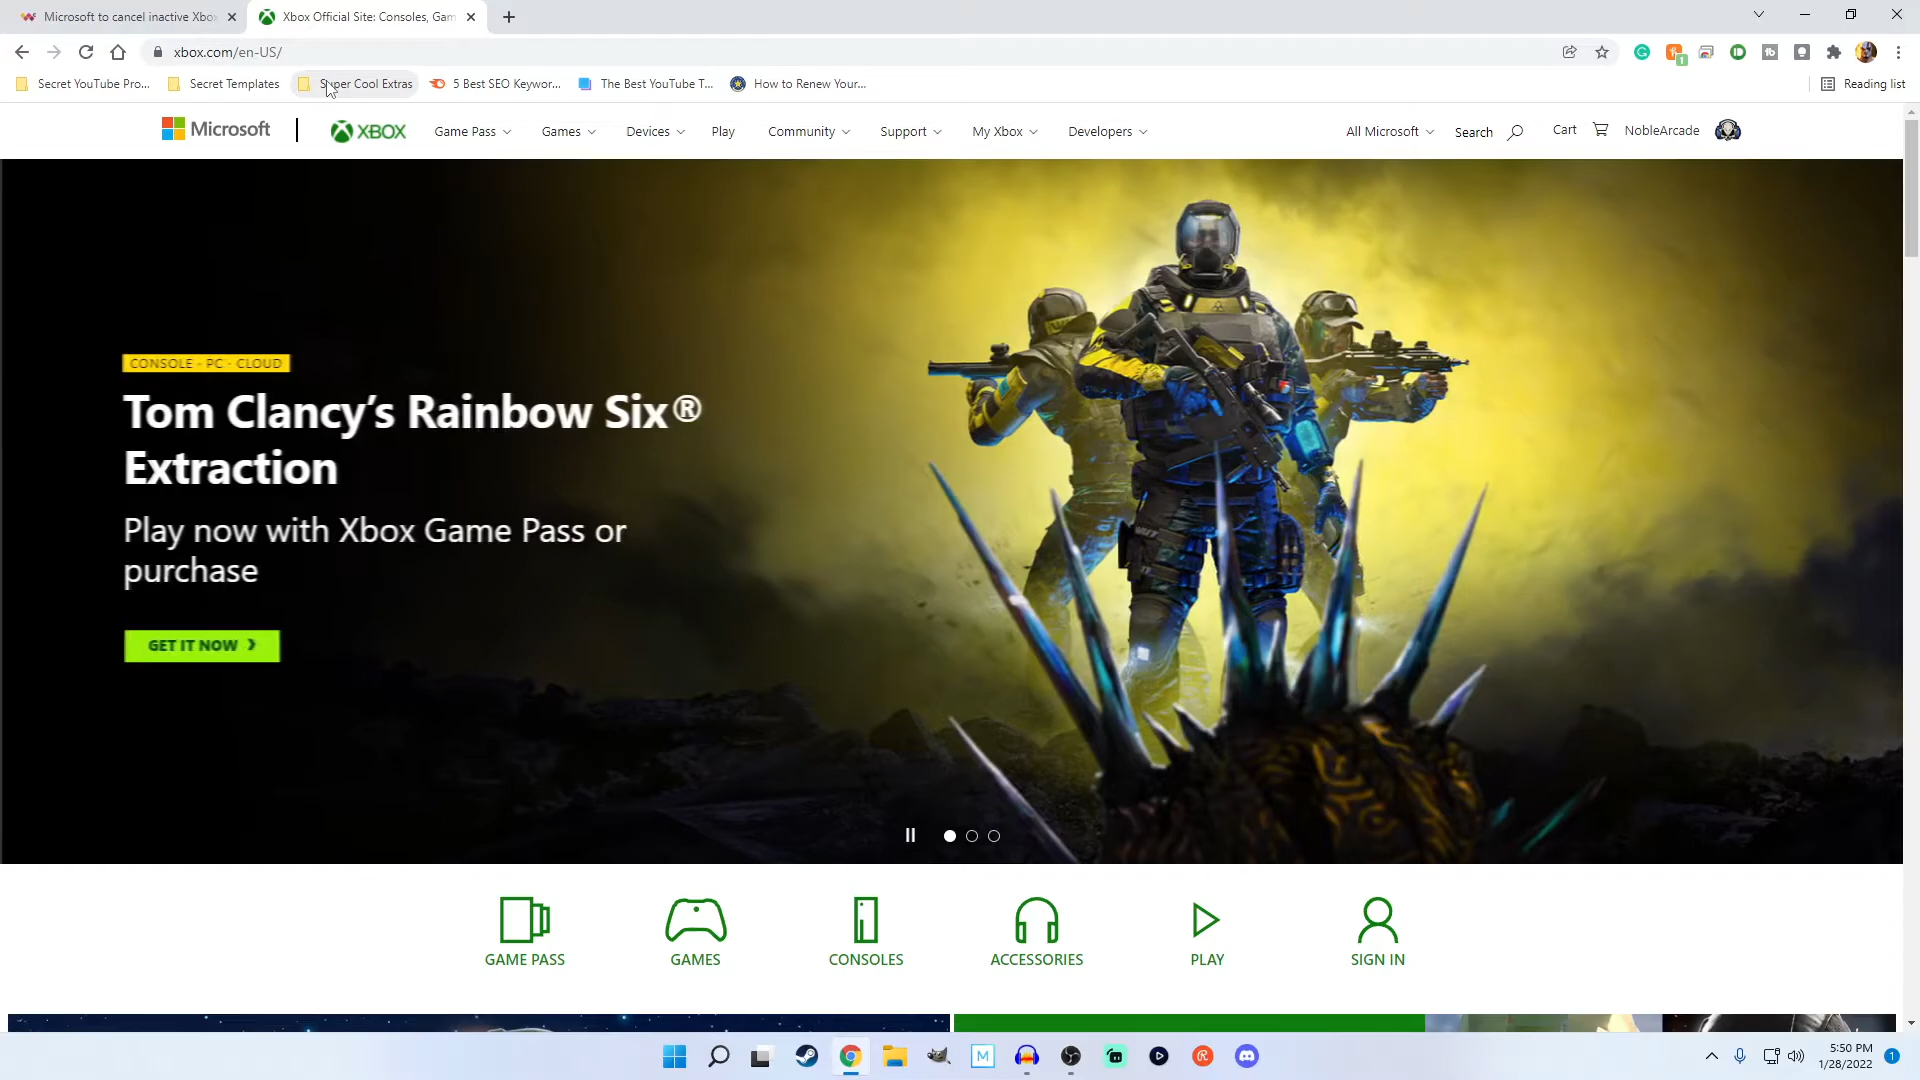 Microsoft to cancel inactive Xbox
Xbox Official Site: Consoles, Gam
xbox.com/en-US/
Secret YouTube Pro...
Secret Templates
Super Cool Extras
5 Best SEO Keywor...
The Best YouTube T...
How to Renew Your...
Reading list
Microsoft
XBOX
Game Pass
Games
Devices
Play
Community
Support
My Xbox
Developers
All Microsoft
Search
Cart
NobleArcade
CONSOLE - PC - CLOUD
Tom Clancy’s Rainbow Six®
Extraction
Play now with Xbox Game Pass or
purchase
GET IT NOW
GAME PASS
GAMES
CONSOLES
ACCESSORIES
PLAY
SIGN IN
5:50 PM
1/28/2022
1